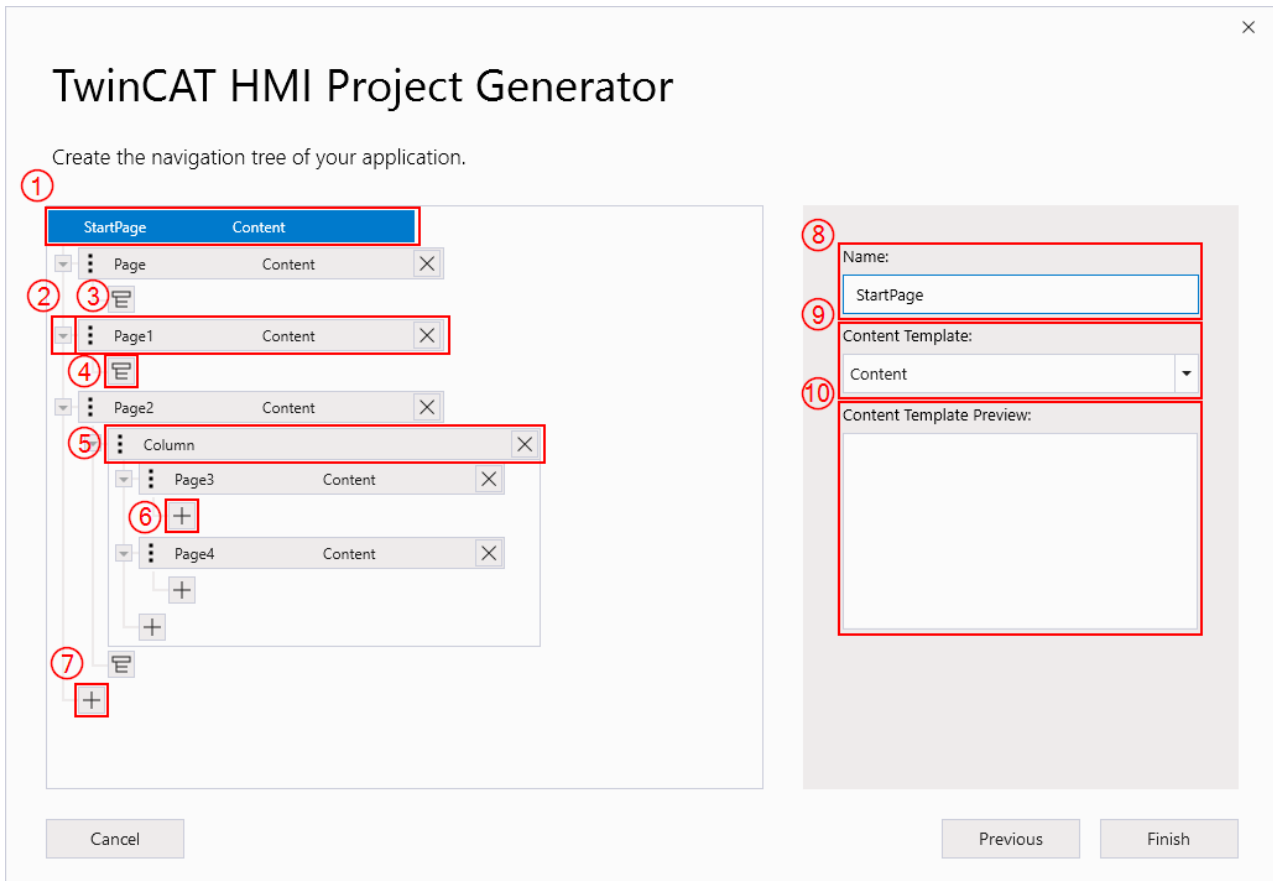 TwinCAT HMI Project Generator
Create the navigation tree of your application.
1
StartPage Content
Page Content
2 3
Page1 Content
4
Page2 Content
5 Column
Page3 Content
6
Page4 Content
7
8
Name:
StartPage
9
Content Template:
Content
10
Content Template Preview:
Cancel Previous Finish